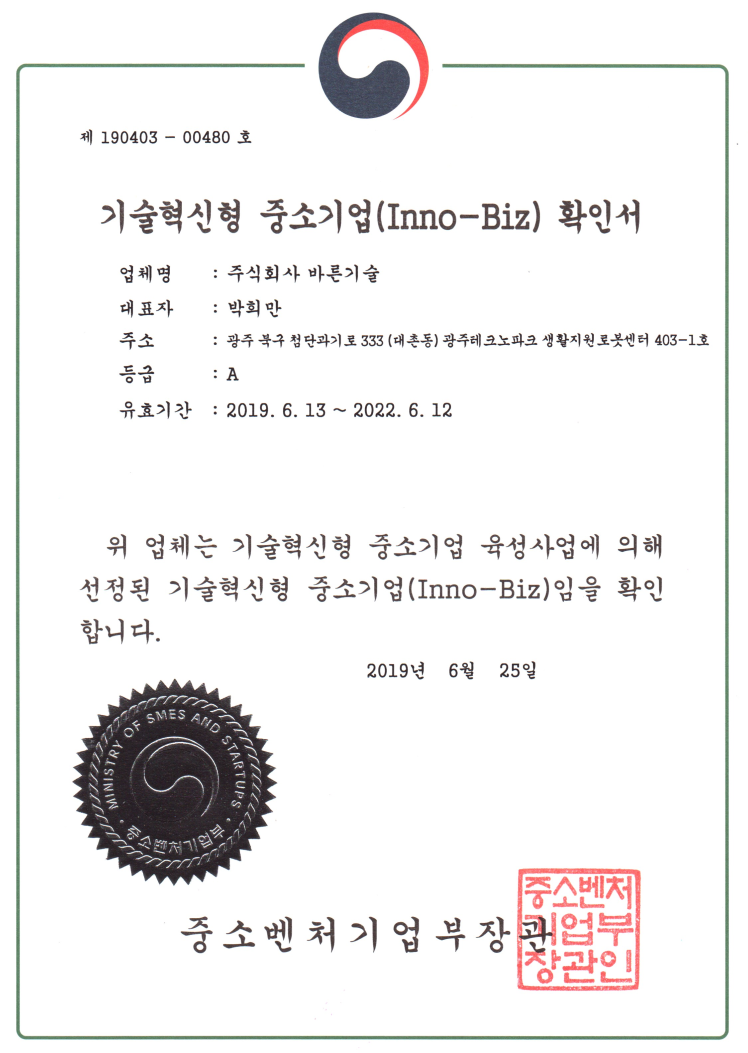 제 190403 - 00480 호
기술혁신형 중소기업(Inno-Biz) 확인서
업체명 : 주식회사 바른기술
대표자 : 박희만
주소 : 광주 북구 첨단과기로 333 (대촌동) 광주테크노파크 생활지원로봇센터 403-1호
등급 : A
유효기간 : 2019. 6. 13 ~ 2022. 6. 12
위 업체는 기술혁신형 중소기업 육성사업에 의해
선정된 기술혁신형 중소기업(Inno-Biz)임을 확인
합니다.
2019년 6월 25일
MINISTRY OF SMES AND STARTUPS
중소벤처기업부
중소벤처기업부장관
중소벤처
기업부
장관인